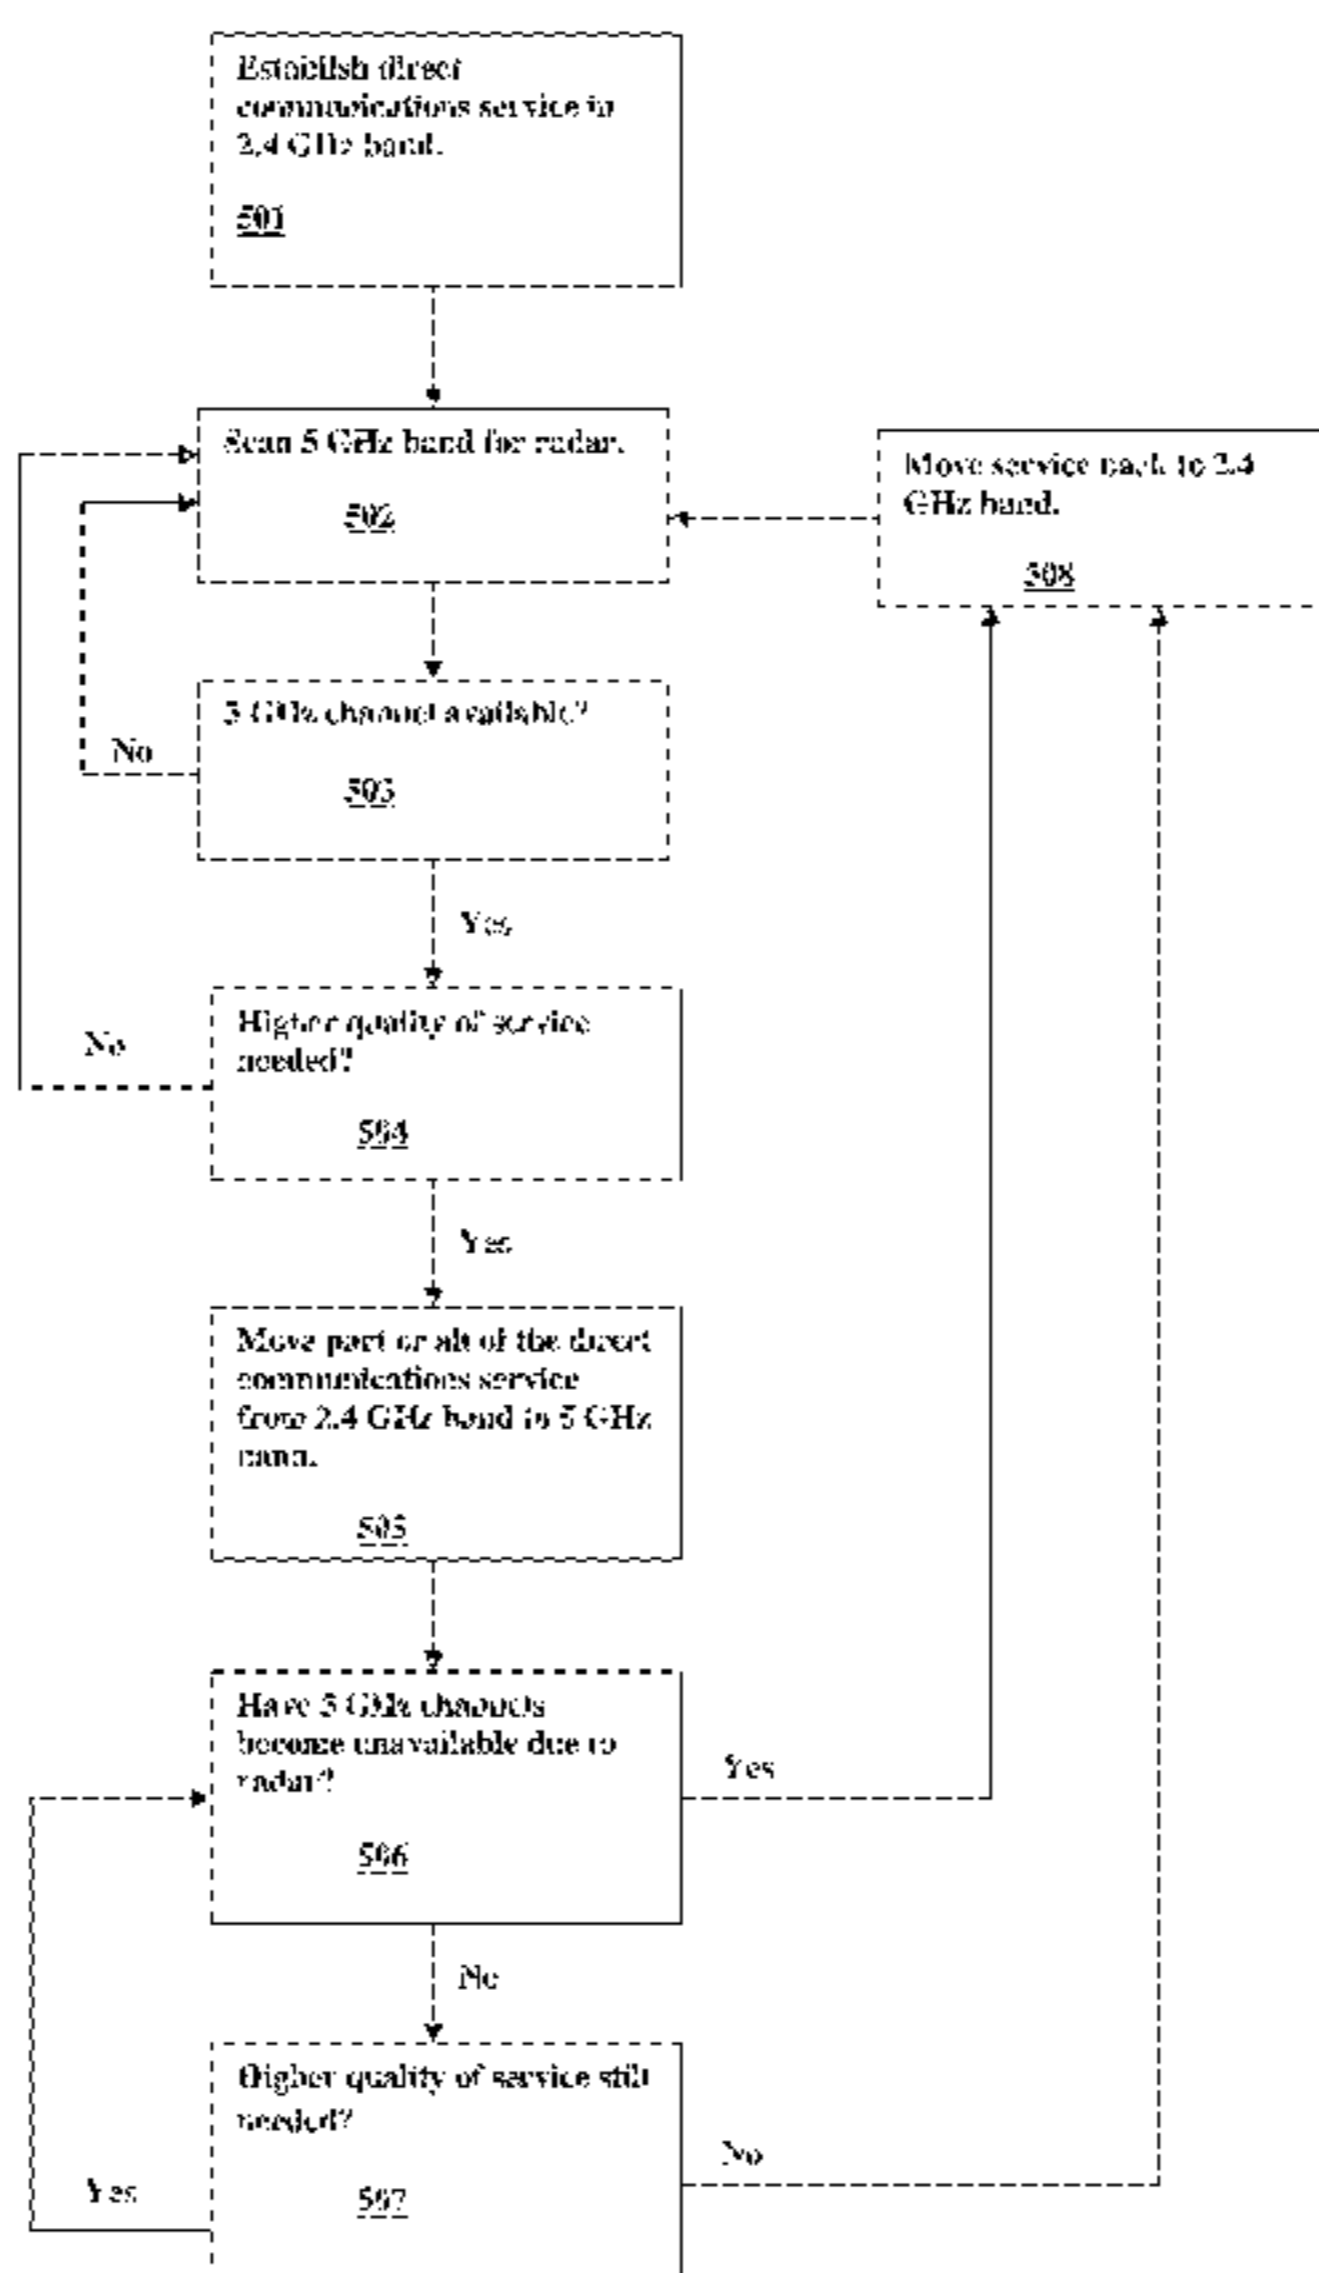 Establish direct
communications service in
2.4 GHz band.
501
Scan 5 GHz band for radar.
502
Move service back to 2.4
GHz band.
508
5 GHz channel available?
503
No
Yes
Higher quality of service
needed?
504
No
Yes
Move part or all of the direct
communications service
from 2.4 GHz band to 5 GHz
band.
505
Have 5 GHz channels
become unavailable due to
radar?
506
Yes
No
Higher quality of service still
needed?
507
No
Yes